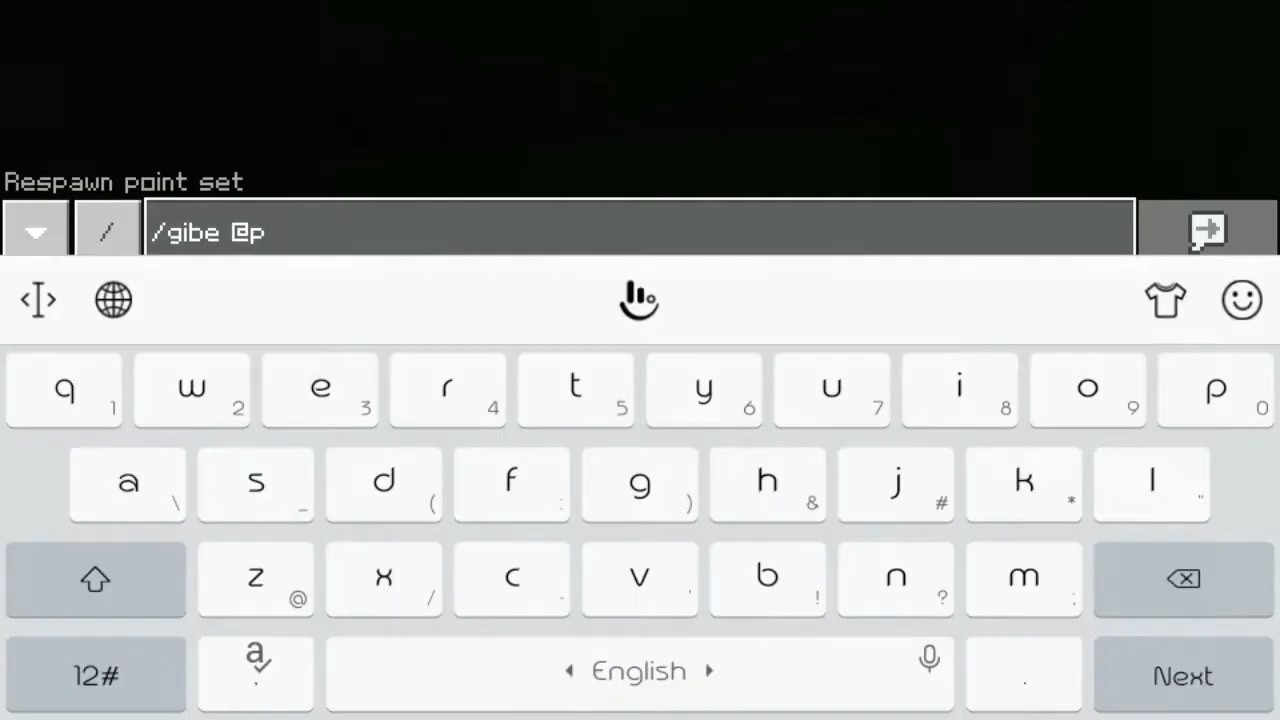 Respawn point set
/
/gibe @p
q 1 w 2 e 3 r 4 t 5 y 6 u 7 i 8 o 9 p 0
a \ s _ d ( f : g ) h & j # k * l "
z @ x / c - v ' b ! n ? m ;
12# a , English . Next